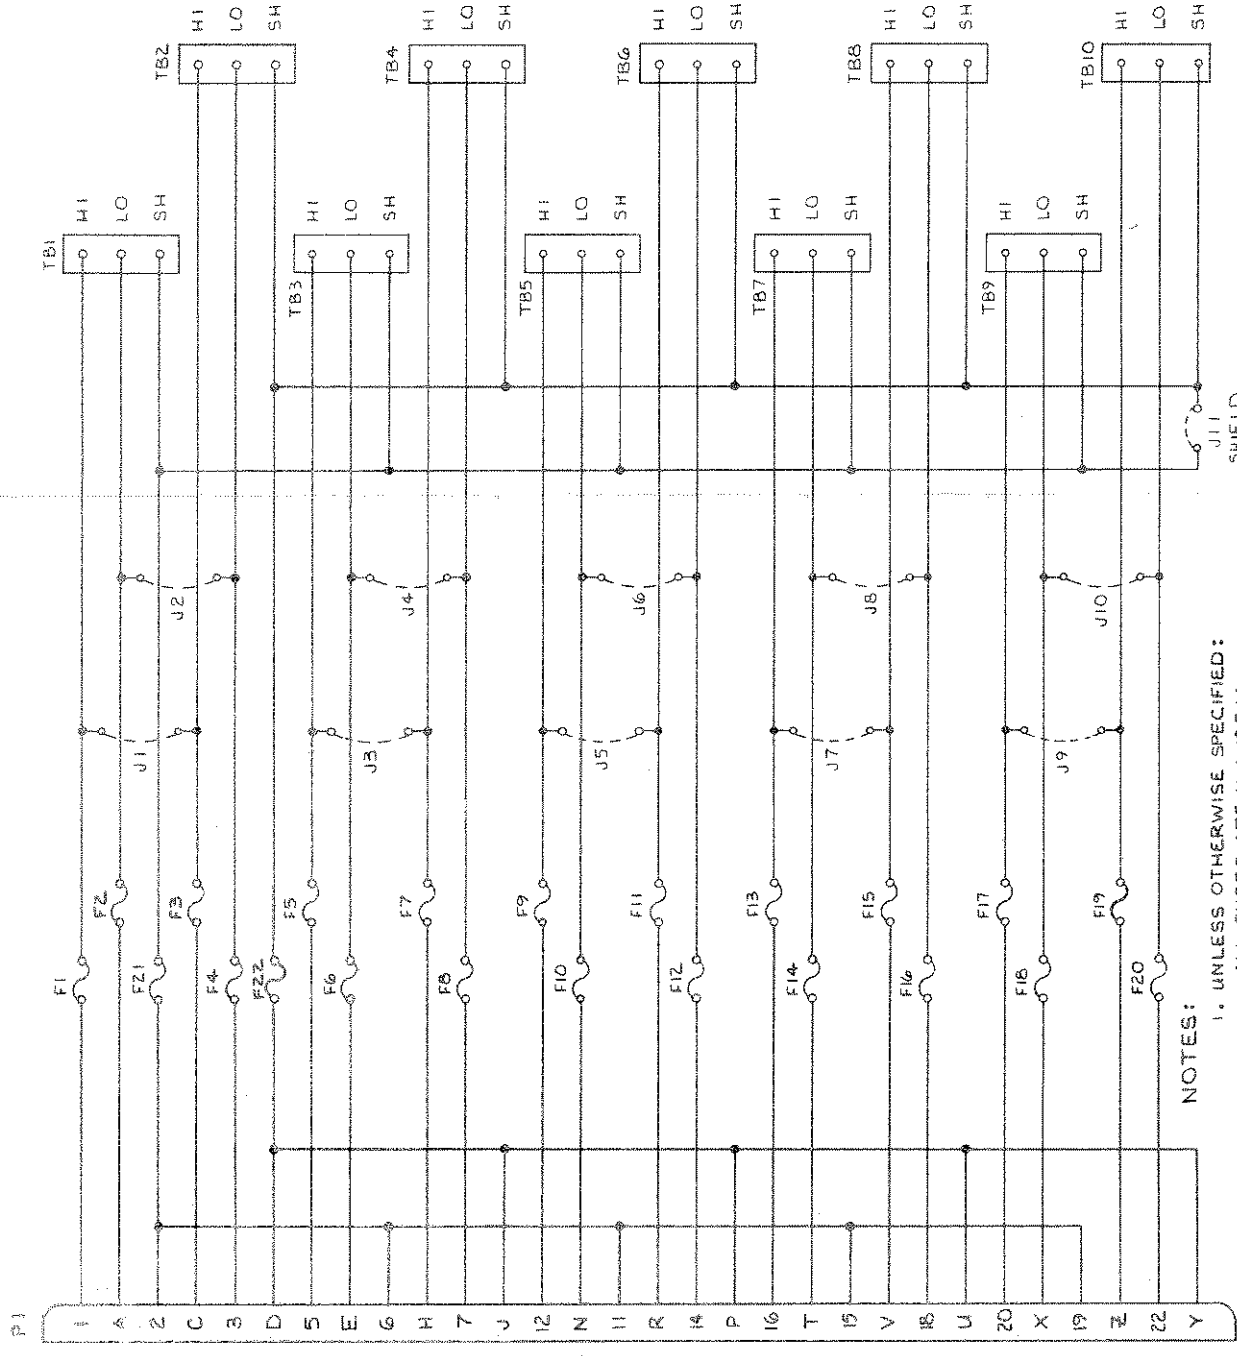 P1
1
A
2
C
3
D
5
E
6
H
7
J
12
N
11
R
14
P
16
T
15
V
18
U
20
X
19
Z
22
Y
F1
F2
F21
F3
F4
F22
F5
F6
F7
F8
F9
F10
F11
F12
F13
F14
F15
F16
F17
F18
F19
F20
J1
J2
J3
J4
J5
J6
J7
J8
J9
J10
J11
SHIELD
TB1
HI
LO
SH
TB2
HI
LO
SH
TB3
HI
LO
SH
TB4
HI
LO
SH
TB5
HI
LO
SH
TB6
HI
LO
SH
TB7
HI
LO
SH
TB8
HI
LO
SH
TB9
HI
LO
SH
TB10
HI
LO
SH
NOTES:
1. UNLESS OTHERWISE SPECIFIED: